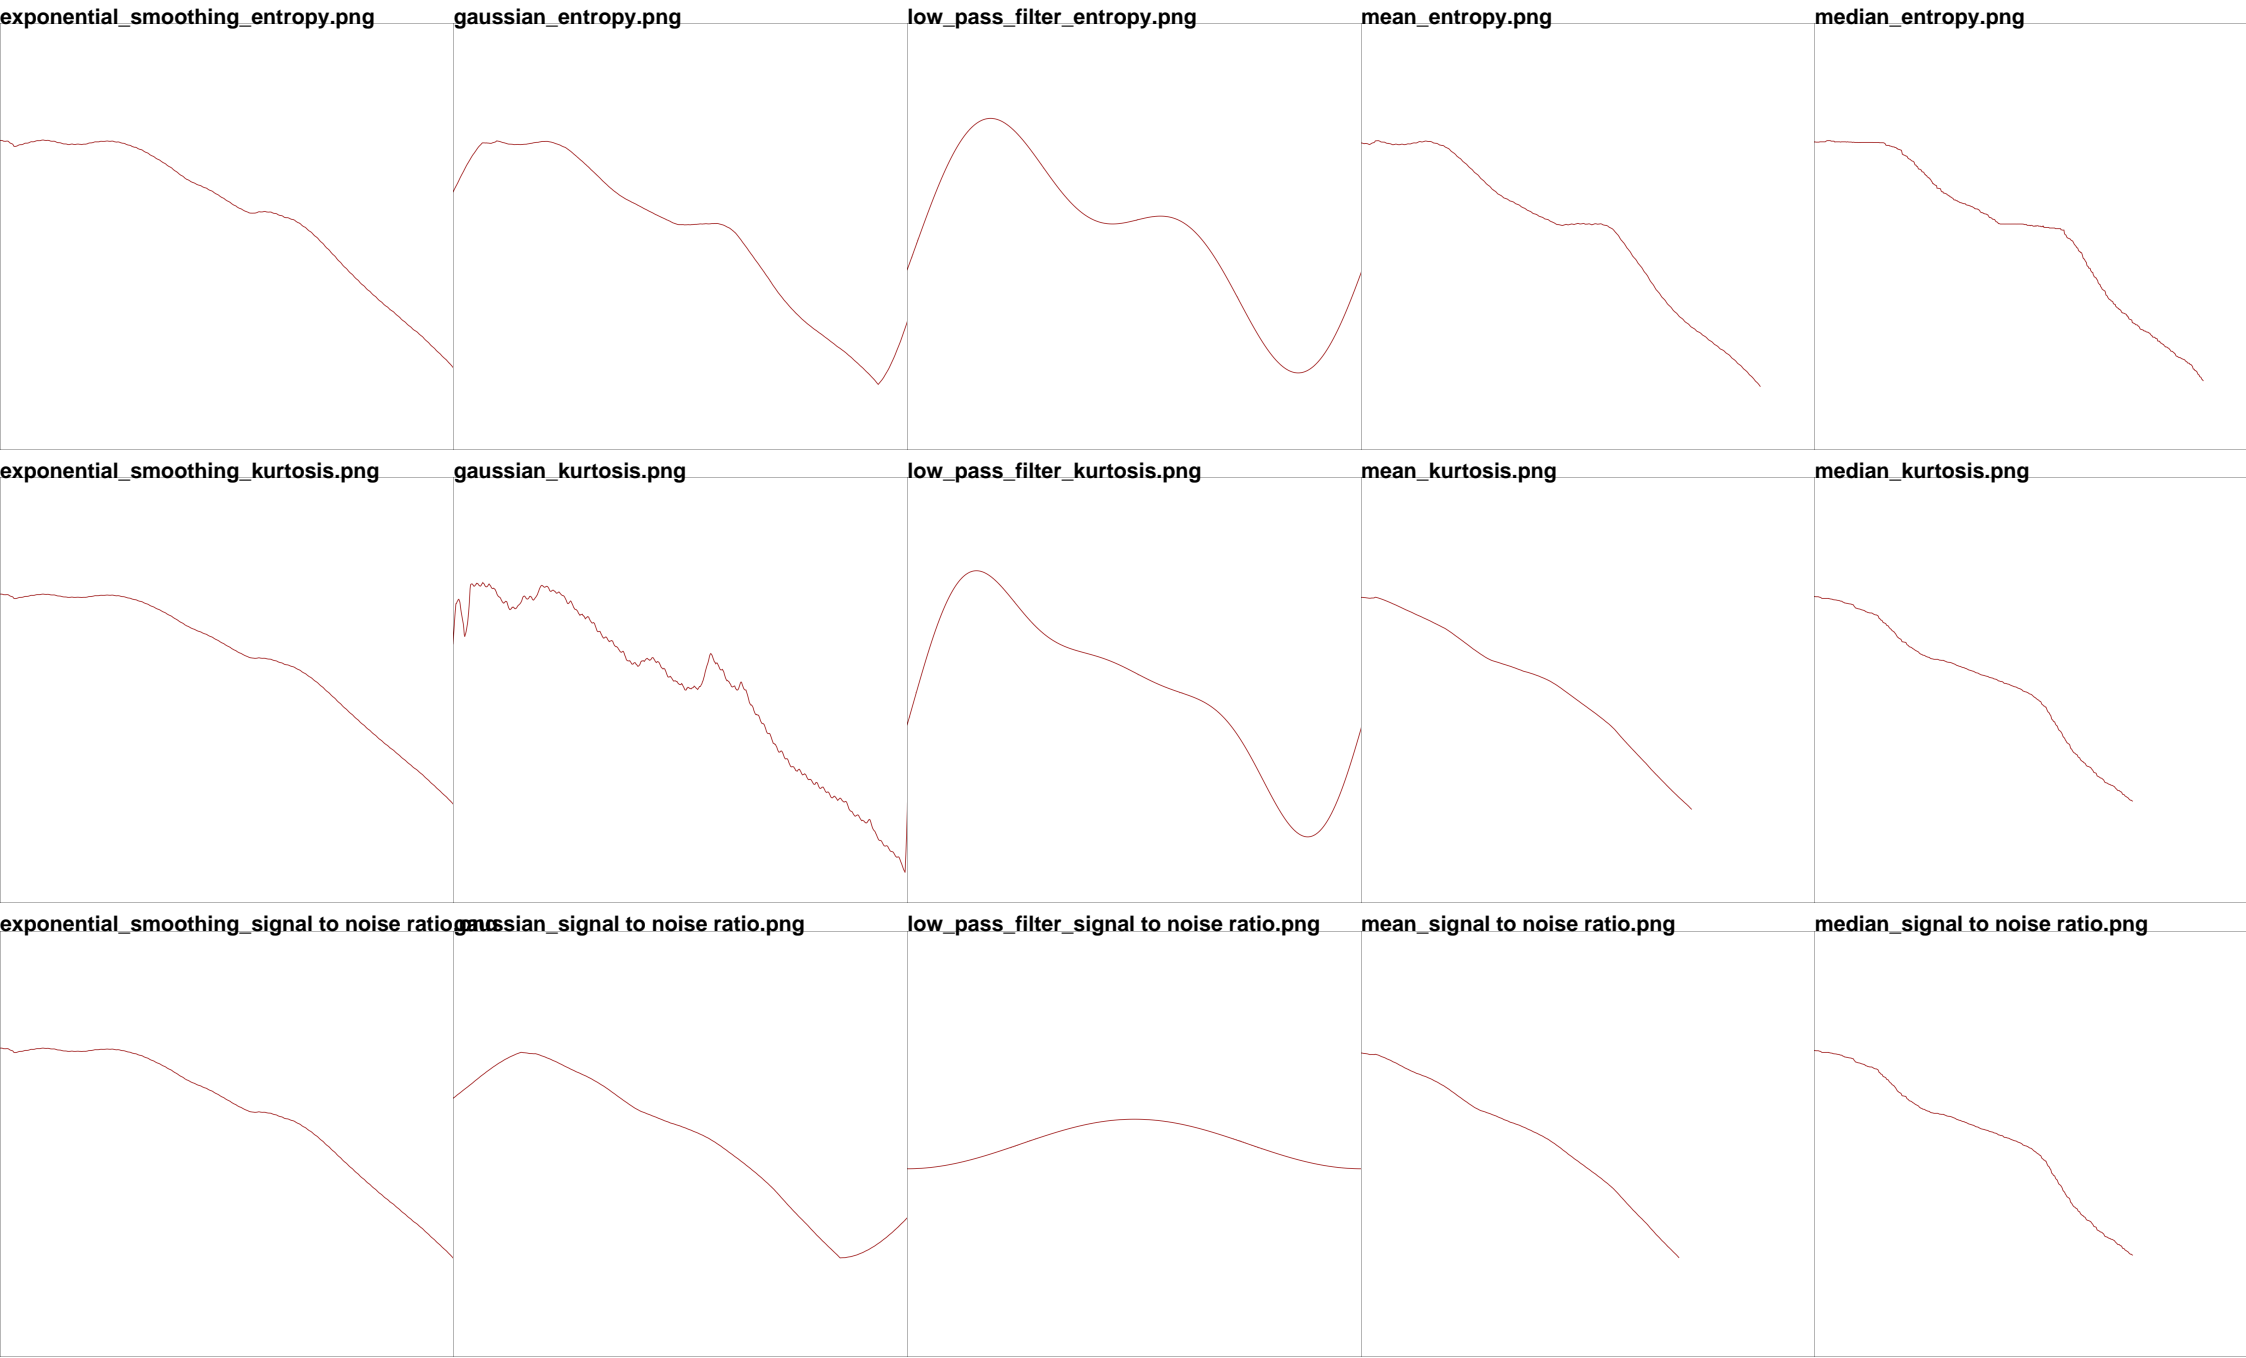 exponential_smoothing_entropy.png
gaussian_entropy.png
low_pass_filter_entropy.png
mean_entropy.png
median_entropy.png
exponential_smoothing_kurtosis.png
gaussian_kurtosis.png
low_pass_filter_kurtosis.png
mean_kurtosis.png
median_kurtosis.png
exponential_smoothing_signal to noise ratio.png
gaussian_signal to noise ratio.png
low_pass_filter_signal to noise ratio.png
mean_signal to noise ratio.png
median_signal to noise ratio.png